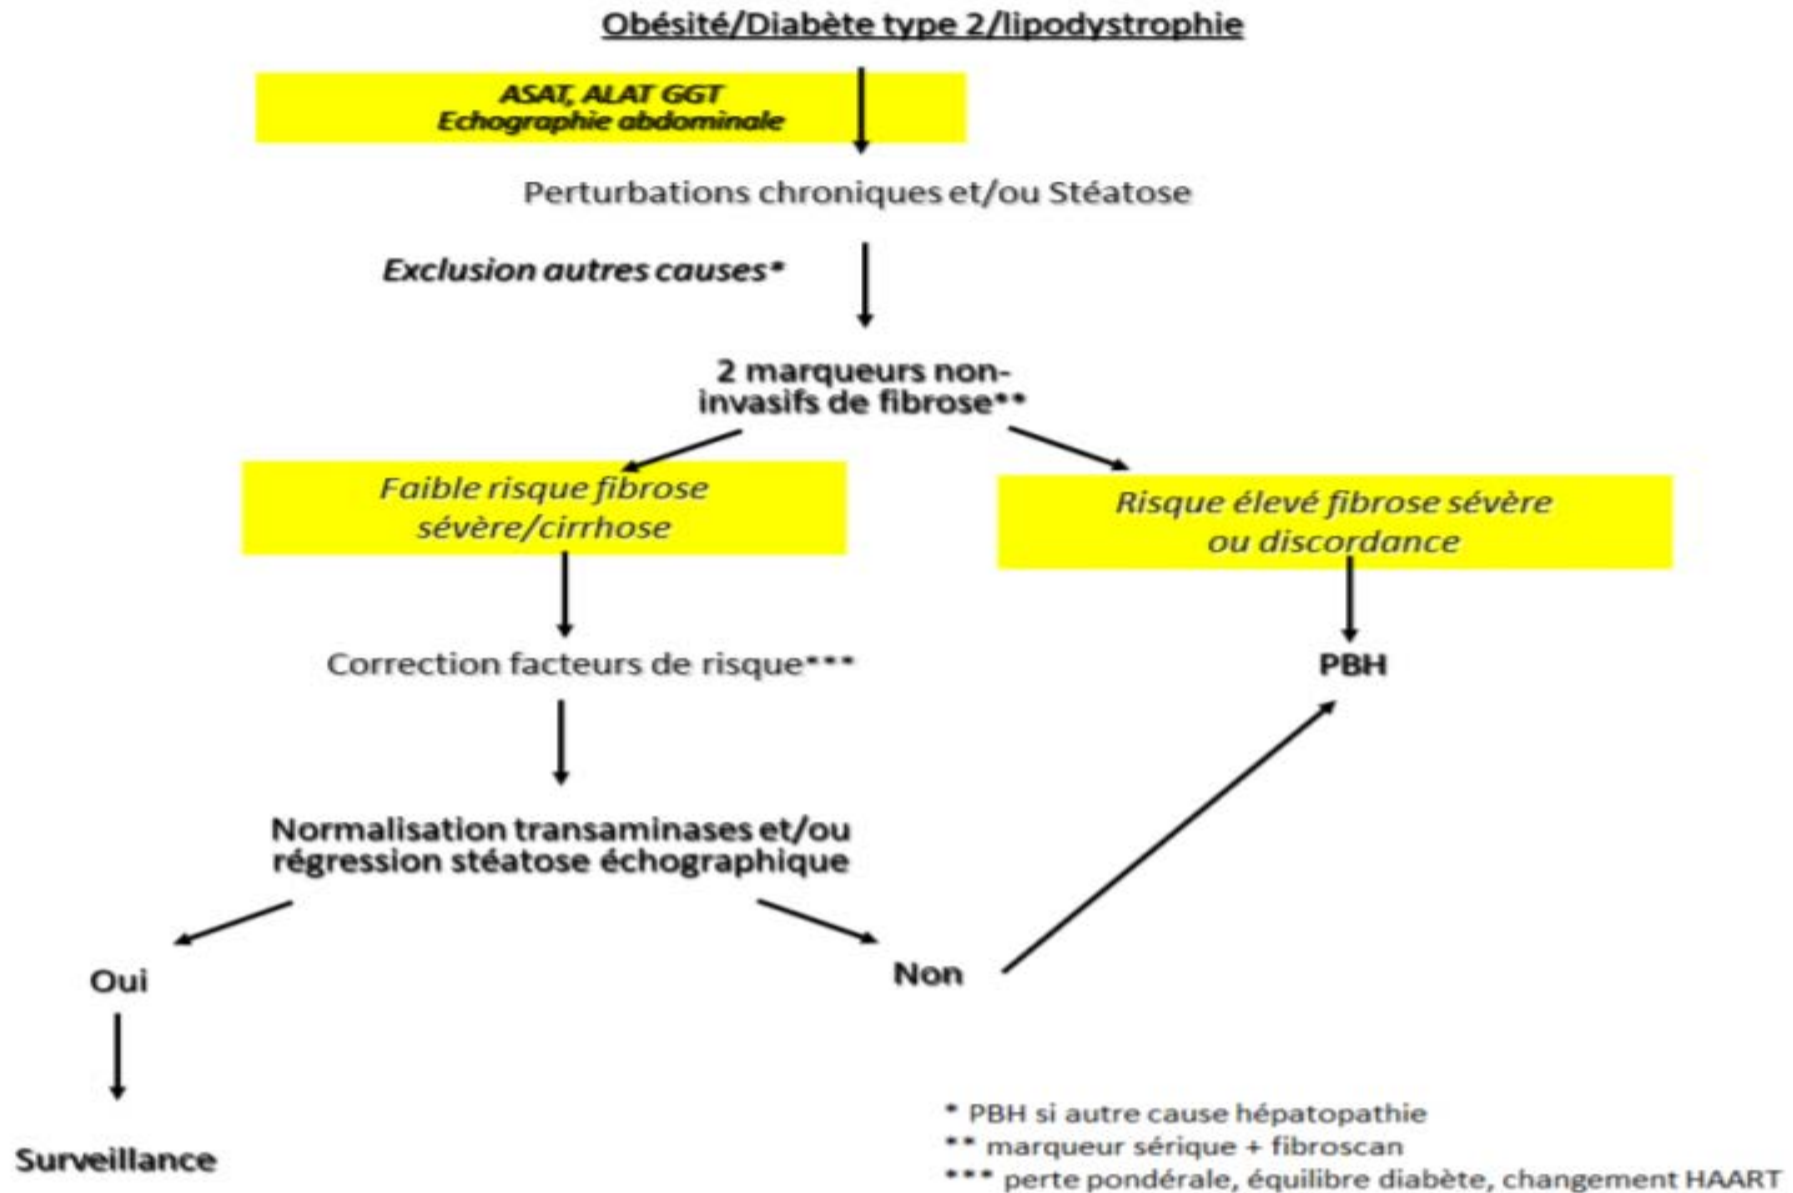 Obésité/Diabète type 2/lipodystrophie
ASAT, ALAT GGT
Echographie abdominale
Perturbations chroniques et/ou Stéatose
Exclusion autres causes*
2 marqueurs non-
invasifs de fibrose**
Faible risque fibrose
sévère/cirrhose
Risque élevé fibrose sévère
ou discordance
Correction facteurs de risque***
PBH
Normalisation transaminases et/ou
régression stéatose échographique
Oui
Non
Surveillance
* PBH si autre cause hépatopathie
** marqueur sérique + fibroscan
*** perte pondérale, équilibre diabète, changement HAART